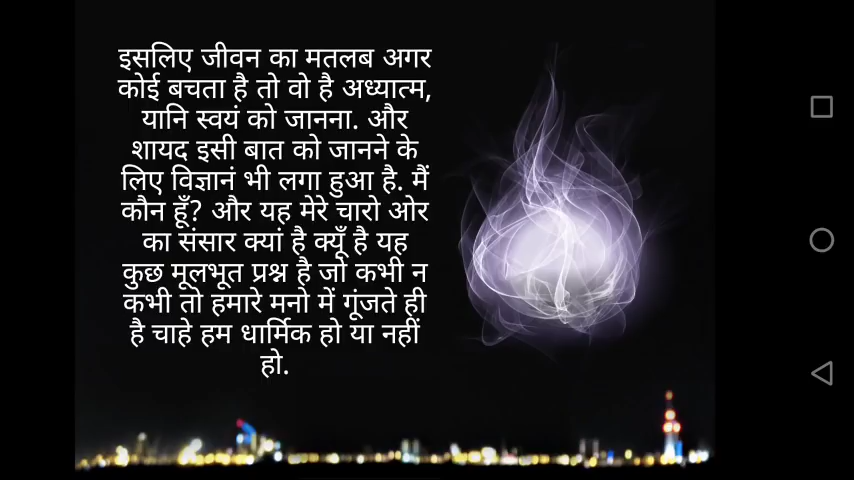 इसलिए जीवन का मतलब अगर
कोई बचता है तो वो है अध्यात्म,
यानि स्वयं को जानना. और
शायद इसी बात को जानने के
लिए विज्ञानं भी लगा हुआ है. मैं
कौन हूँ? और यह मेरे चारो ओर
का संसार क्यां है क्यूँ है यह
कुछ मूलभूत प्रश्न है जो कभी न
कभी तो हमारे मनो में गूंजते ही
है चाहे हम धार्मिक हो या नहीं
हो.